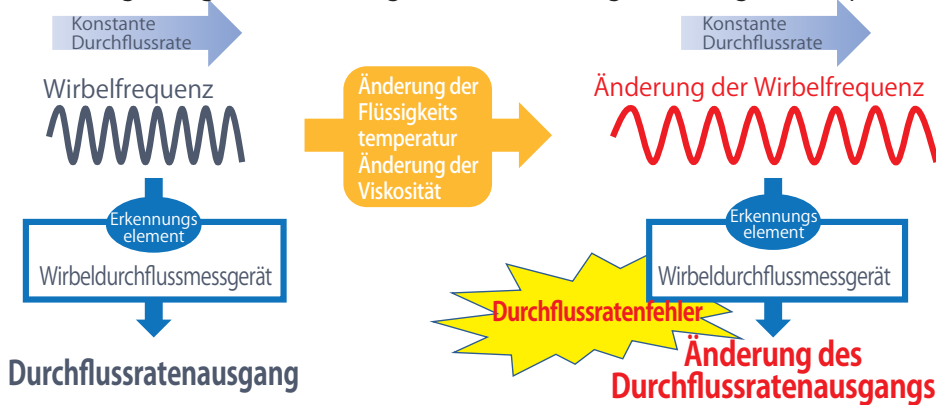 Konstante
Durchflussrate
Wirbelfrequenz
Erkennungs
element
Wirbeldurchflussmessgerät
Durchflussratenausgang
Änderung der
Flüssigkeits
temperatur
Änderung der
Viskosität
Konstante
Durchflussrate
Änderung der Wirbelfrequenz
Erkennungs
element
Wirbeldurchflussmessgerät
Durchflussratenfehler
Änderung des
Durchflussratenausgangs